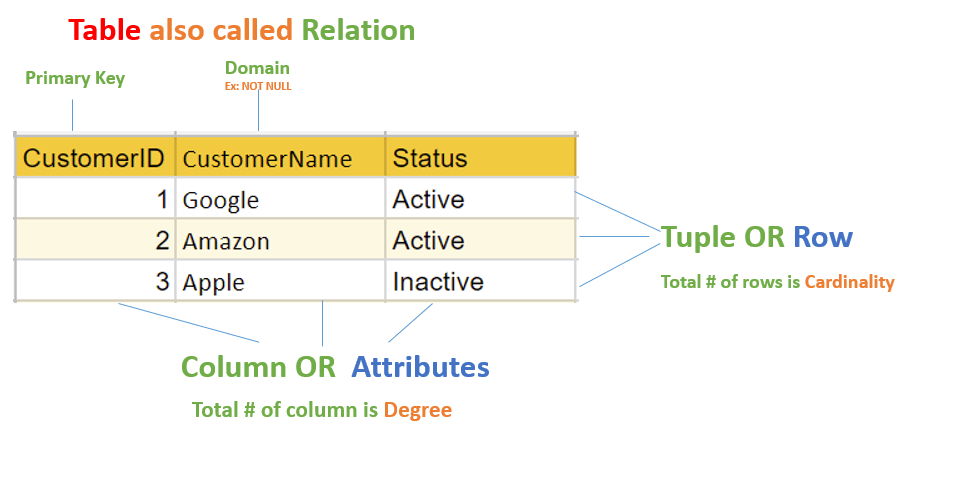 Table also called Relation
Primary Key
Domain
Ex: NOT NULL
CustomerID CustomerName Status
1 Google Active
2 Amazon Active
3 Apple Inactive
Tuple OR Row
Total # of rows is Cardinality
Column OR Attributes
Total # of column is Degree